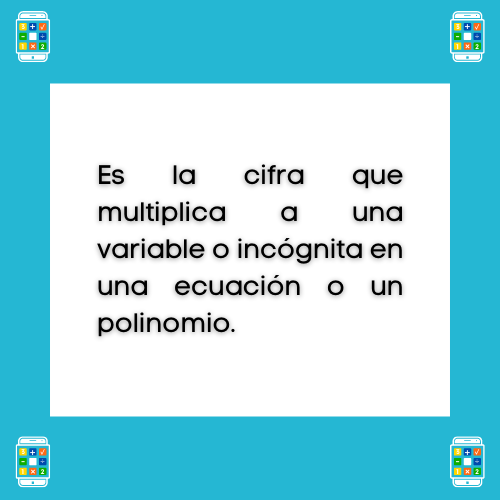 Es la cifra que
multiplica a una
variable o incógnita en
una ecuación o un
polinomio.